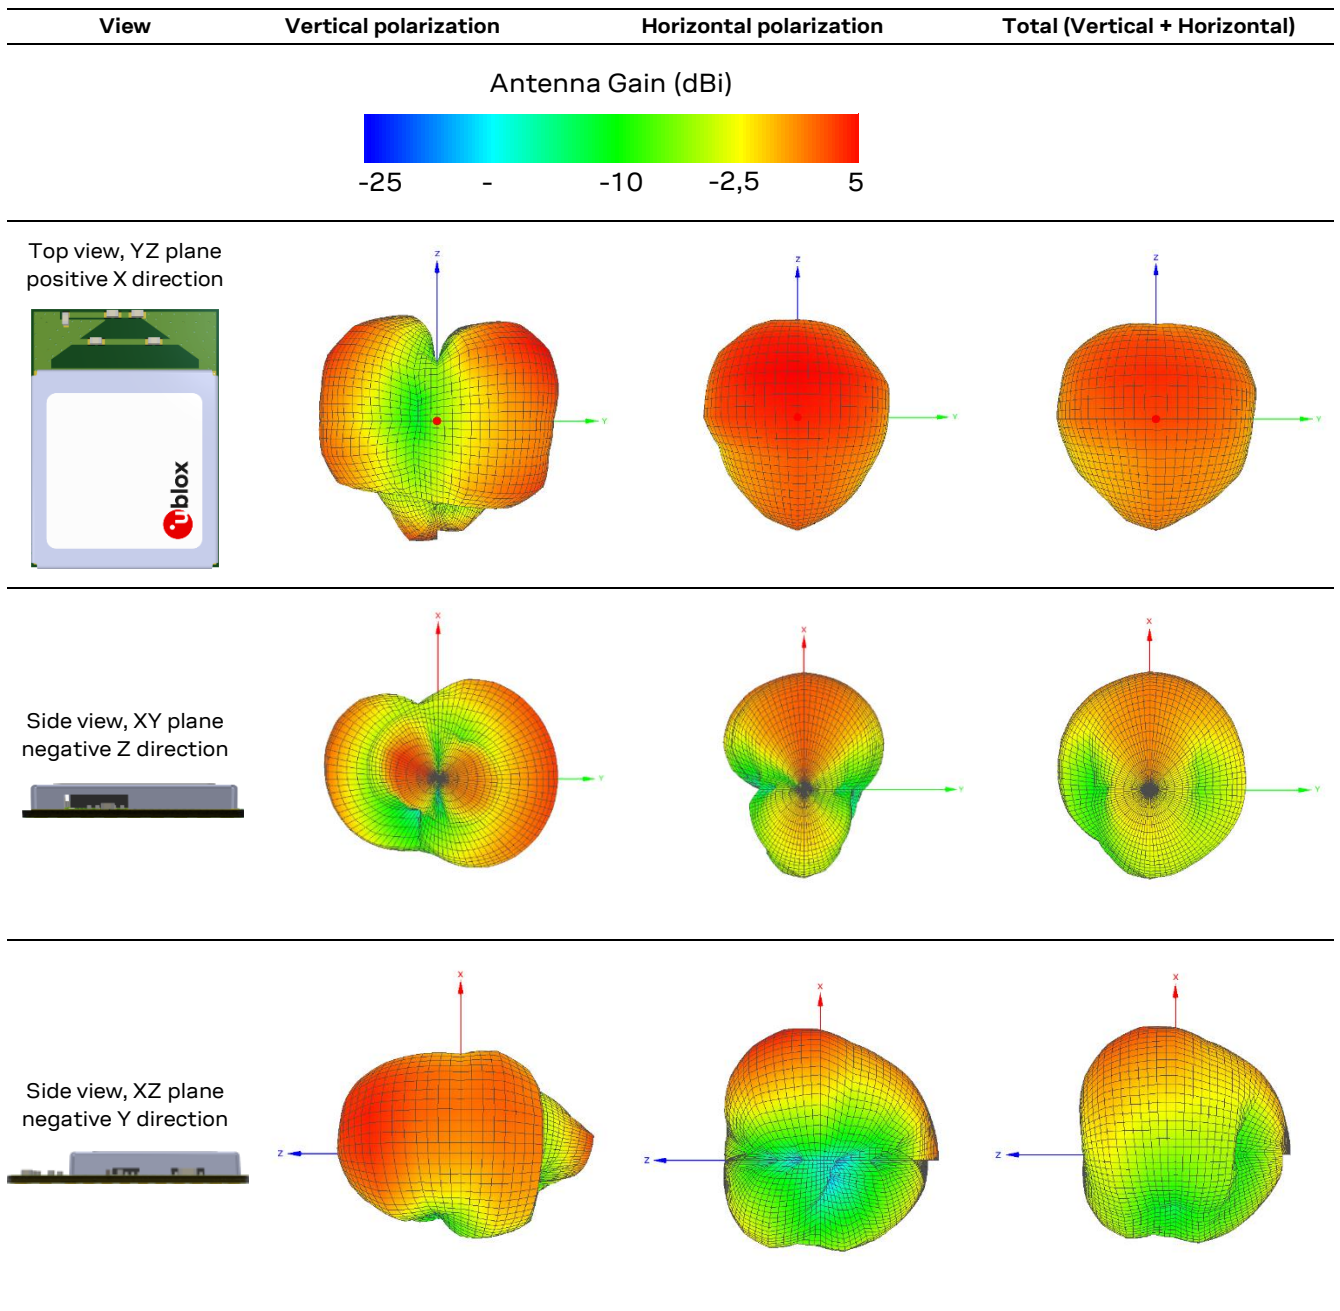 View Vertical polarization Horizontal polarization Total (Vertical + Horizontal)
Antenna Gain (dBi)
-25 - -10 -2,5 5
Top view, YZ plane
positive X direction
ublox
Z
Y
Z
Y
Z
Y
Side view, XY plane
negative Z direction
X
Y
X
Y
X
Y
Side view, XZ plane
negative Y direction
X
Z
X
Z
X
Z